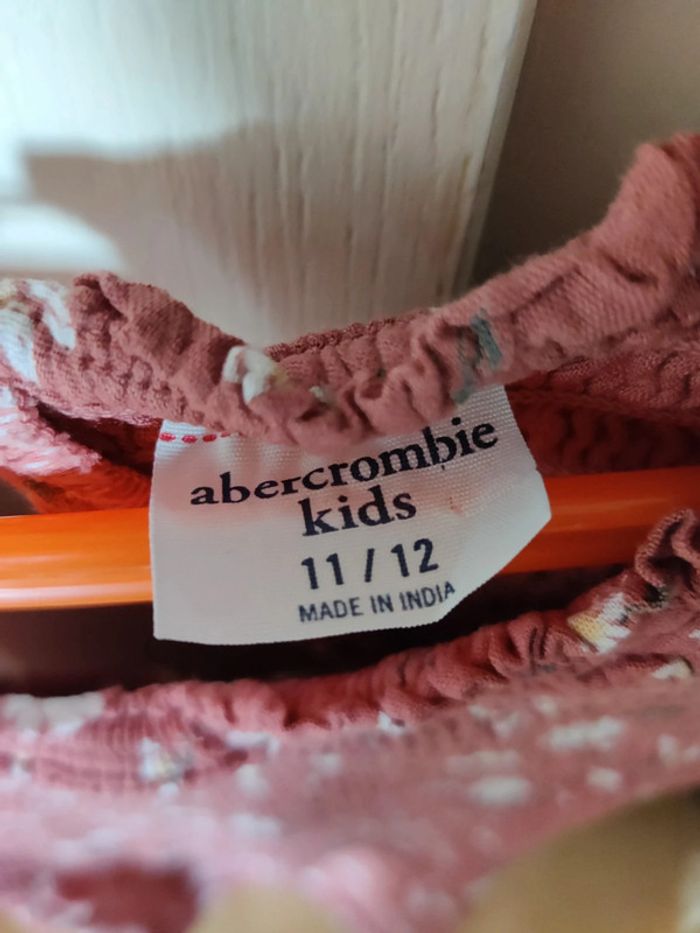 abercrombie
kids
11 / 12
MADE IN INDIA